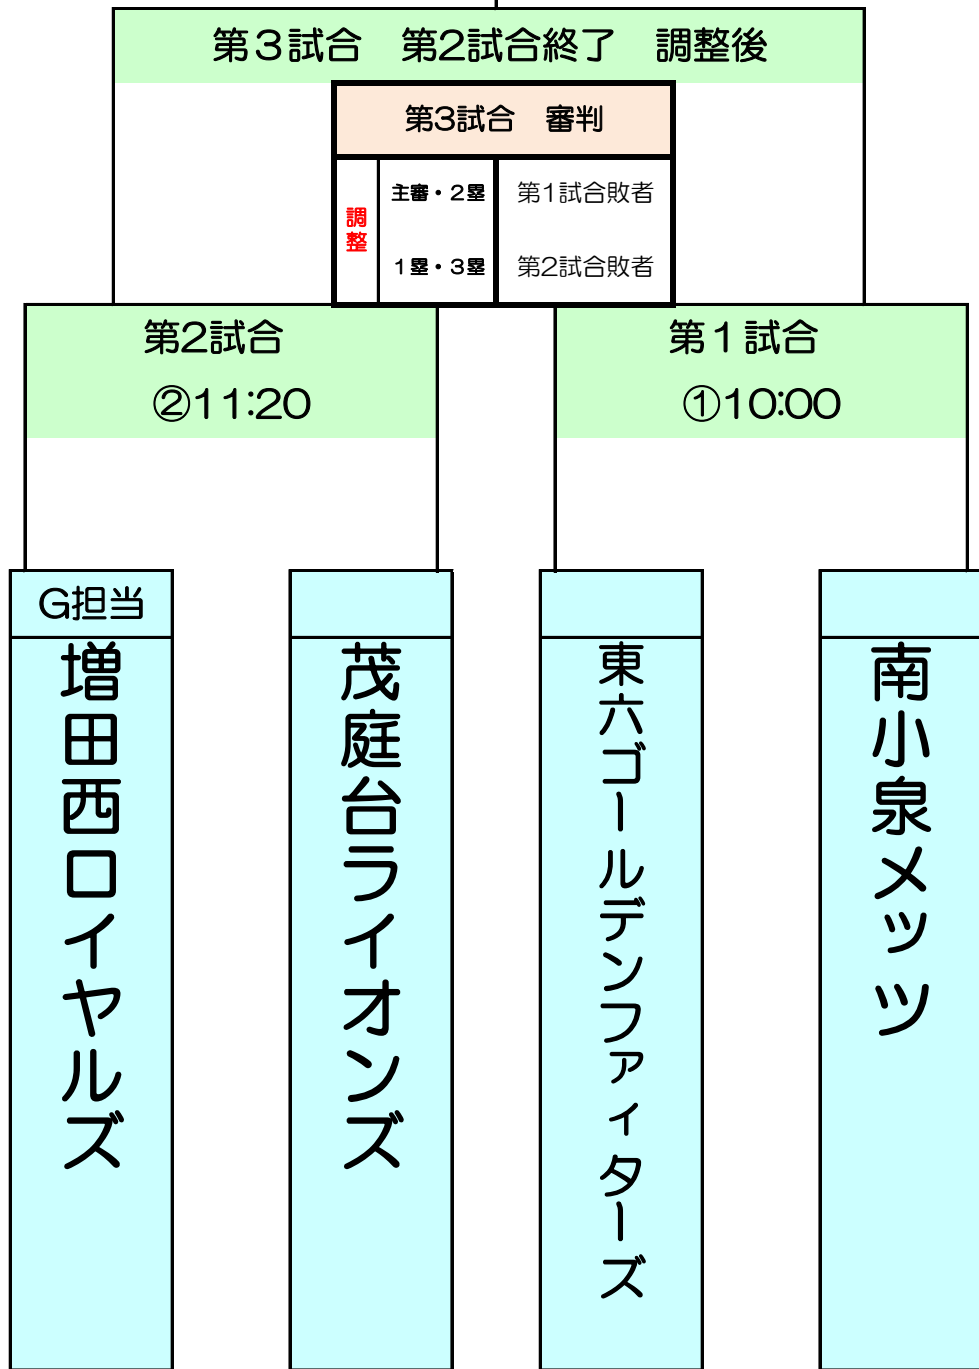 第３試合　第2試合終了　調整後
第3試合　審判
調整
主審・２塁
第1試合敗者
１塁・３塁
第2試合敗者
第2試合
②11:20
第１試合
①10:00
G担当
増田西ロイヤルズ
茂庭台ライオンズ
東六ゴールデンファイターズ
南小泉メッツ